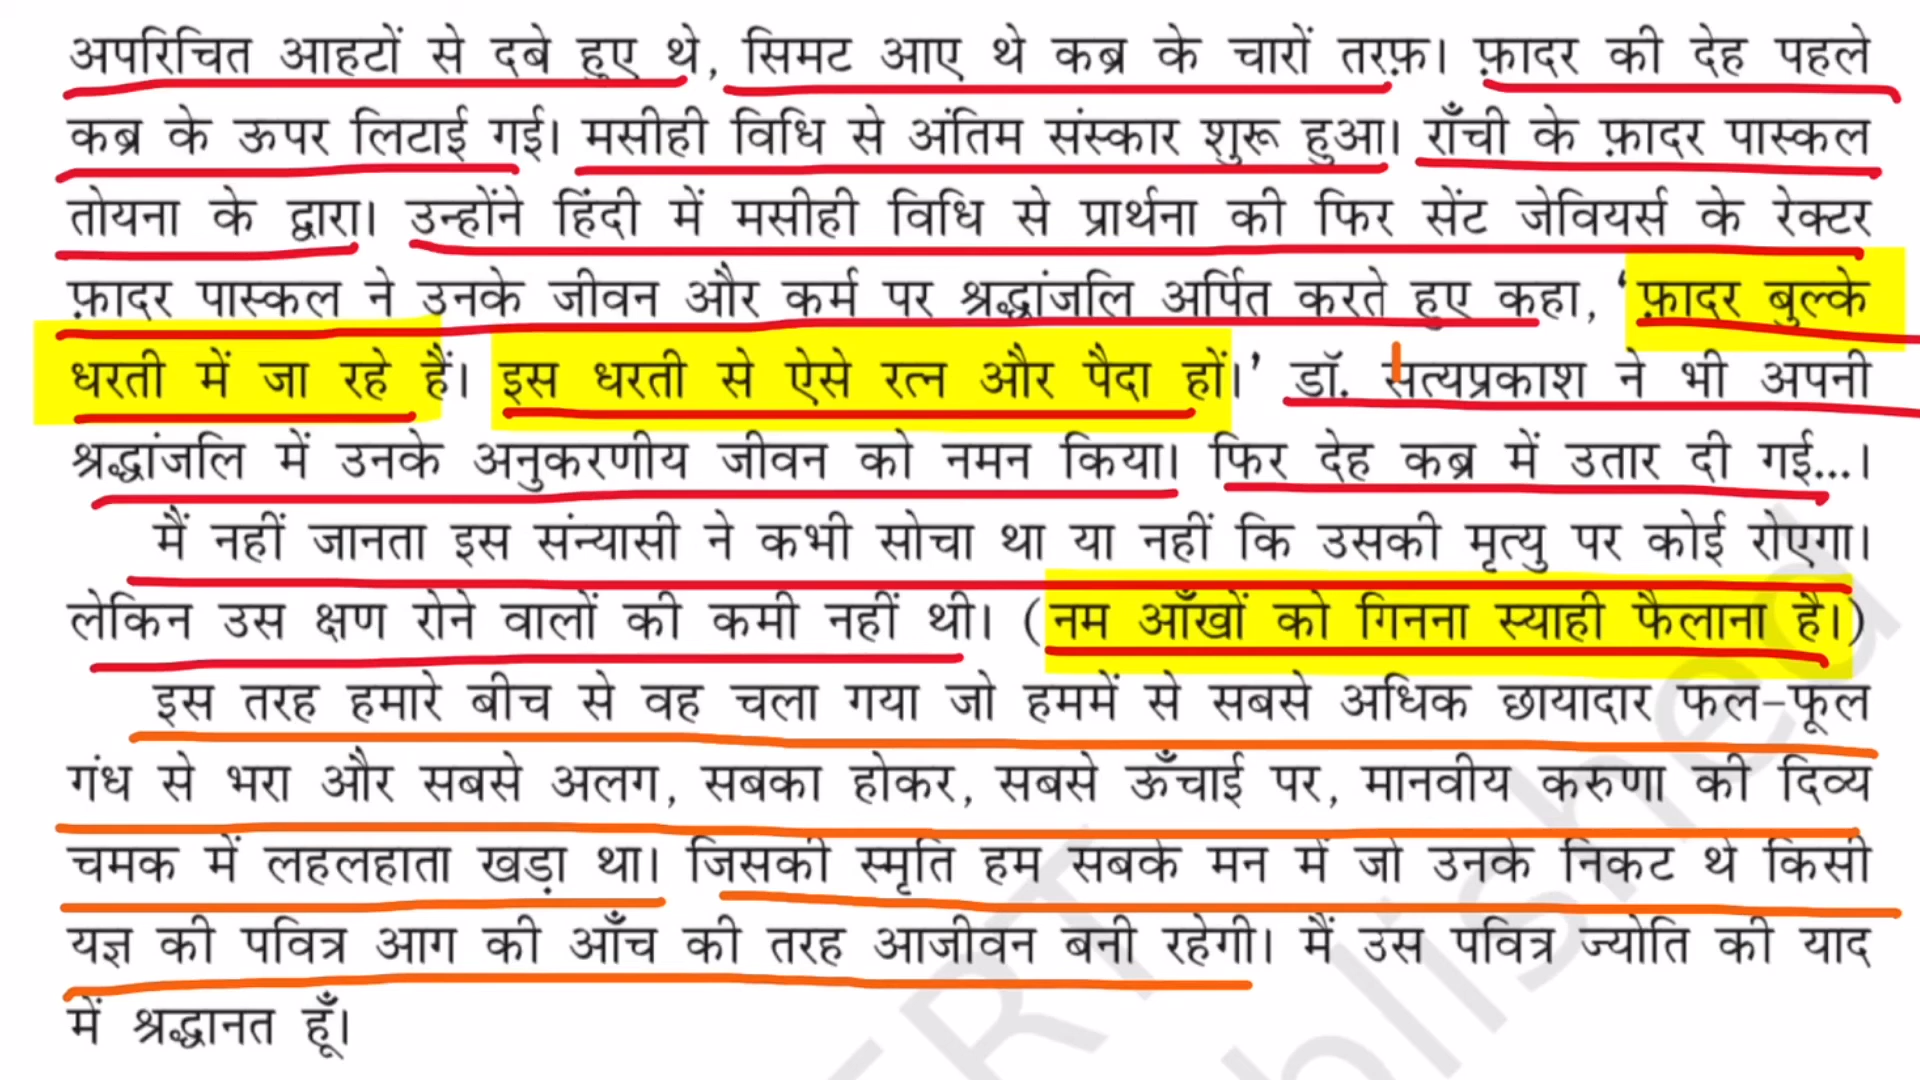 अपरिचित आहटों से दबे हुए थे, सिमट आए थे कब्र के चारों तरफ़। फ़ादर की देह पहले
कब्र के ऊपर लिटाई गई। मसीही विधि से अंतिम संस्कार शुरू हुआ। राँची के फ़ादर पास्कल
तोयना के द्वारा। उन्होंने हिंदी में मसीही विधि से प्रार्थना की फिर सेंट जेवियर्स के रेक्टर
फ़ादर पास्कल ने उनके जीवन और कर्म पर श्रद्धांजलि अर्पित करते हुए कहा, ‘फ़ादर बुल्के
धरती में जा रहे हैं। इस धरती से ऐसे रत्न और पैदा हों।’ डॉ. सत्यप्रकाश ने भी अपनी
श्रद्धांजलि में उनके अनुकरणीय जीवन को नमन किया। फिर देह कब्र में उतार दी गई...।
मैं नहीं जानता इस संन्यासी ने कभी सोचा था या नहीं कि उसकी मृत्यु पर कोई रोएगा।
लेकिन उस क्षण रोने वालों की कमी नहीं थी। (नम आँखों को गिनना स्याही फैलाना है।)
इस तरह हमारे बीच से वह चला गया जो हममें से सबसे अधिक छायादार फल-फूल
गंध से भरा और सबसे अलग, सबका होकर, सबसे ऊँचाई पर, मानवीय करुणा की दिव्य
चमक में लहलहाता खड़ा था। जिसकी स्मृति हम सबके मन में जो उनके निकट थे किसी
यज्ञ की पवित्र आग की आँच की तरह आजीवन बनी रहेगी। मैं उस पवित्र ज्योति की याद
में श्रद्धानत हूँ।